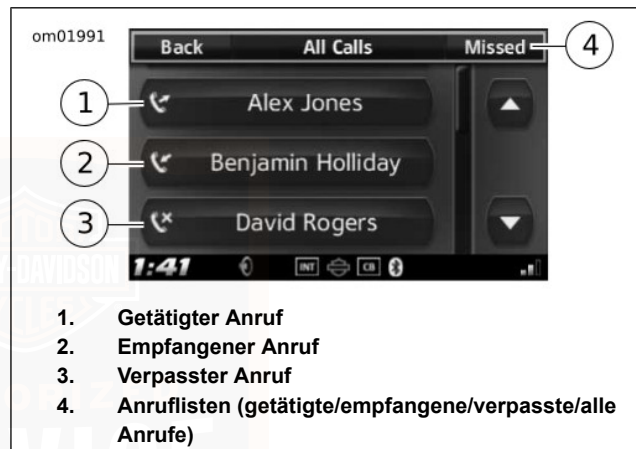 om01991
Back All Calls Missed
4
1 Alex Jones
2 Benjamin Holliday
3 David Rogers
1:41 INT CB
1. Getätigter Anruf
2. Empfangener Anruf
3. Verpasster Anruf
4. Anruflisten (getätigte/empfangene/verpasste/alle
Anrufe)